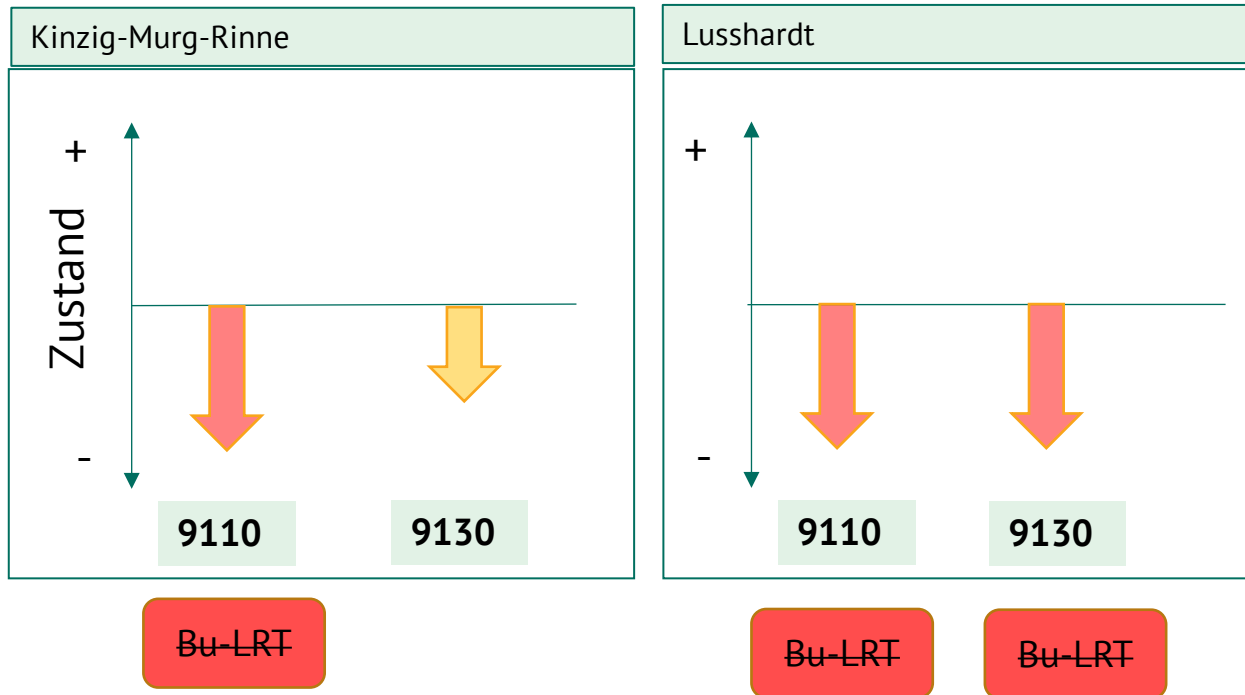 Kinzig-Murg-Rinne
+
Zustand
-
9110
9130
Bu-LRT
Lusshardt
+
-
9110
9130
Bu-LRT
Bu-LRT